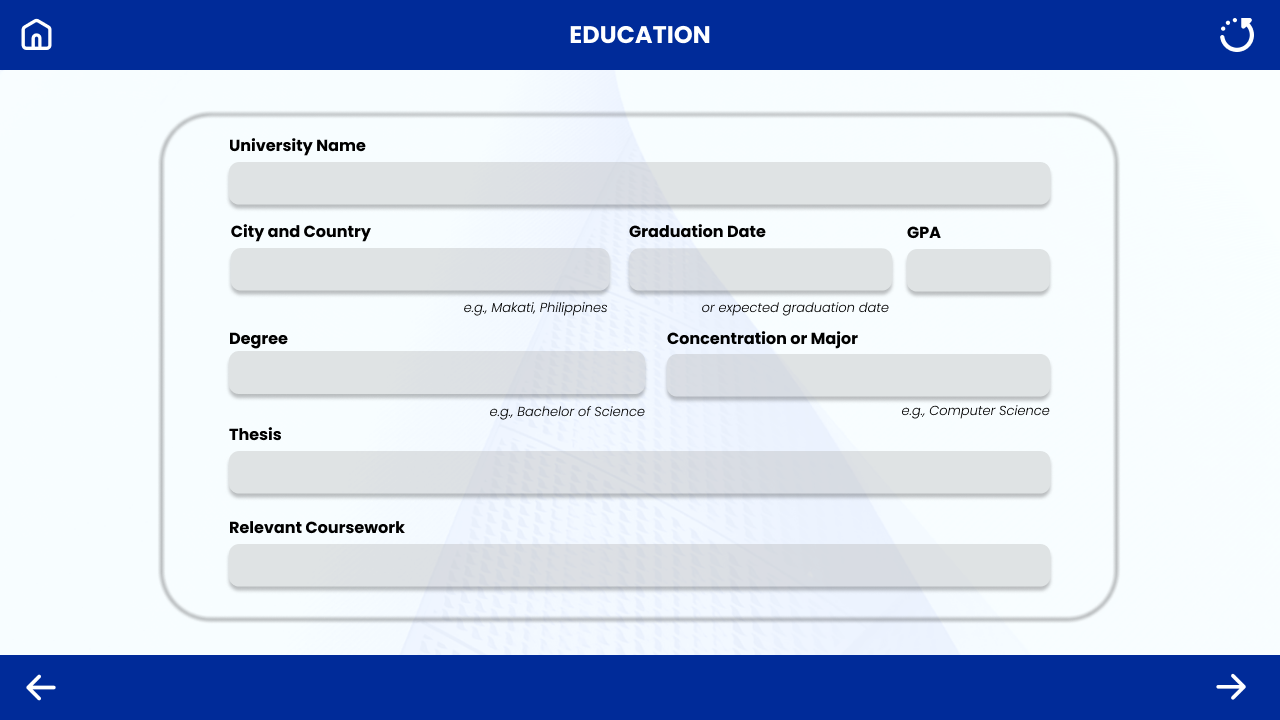 EDUCATION
University Name
City and Country
Graduation Date
GPA
e.g., Makati, Philippines
or expected graduation date
Degree
Concentration or Major
e.g., Bachelor of Science
e.g., Computer Science
Thesis
Relevant Coursework